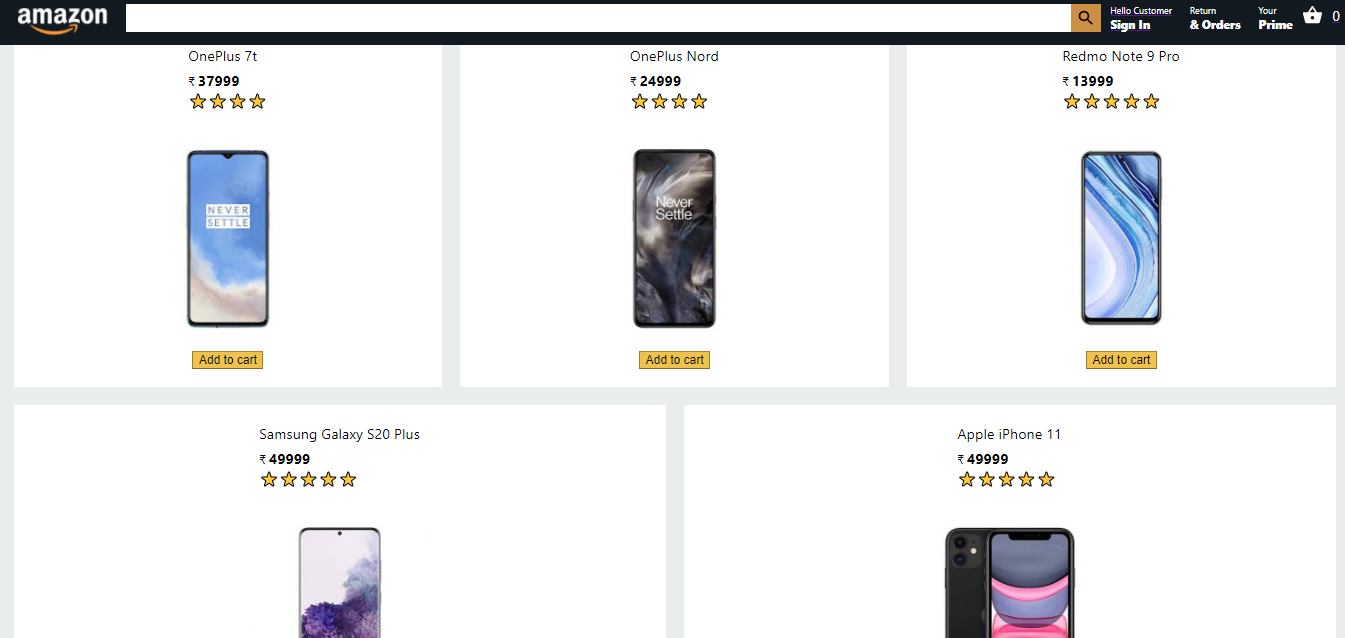 amazon
Hello Customer
Sign In
Return
& Orders
Your
Prime
0
OnePlus 7t
₹ 37999
OnePlus Nord
₹ 24999
Redmo Note 9 Pro
₹ 13999
NEVER
SETTLE
Never
Settle
Add to cart
Add to cart
Add to cart
Samsung Galaxy S20 Plus
₹ 49999
Apple iPhone 11
₹ 49999